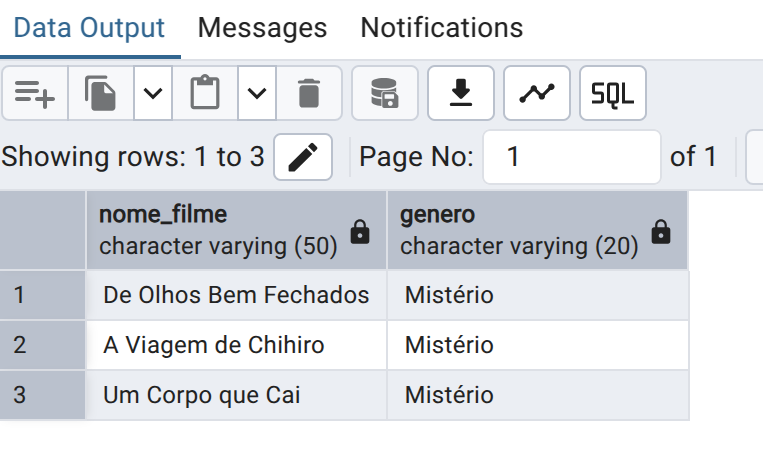 Data Output Messages Notifications
SQL
Showing rows: 1 to 3 Page No: 1 of 1
nome_filme genero
character varying (50) character varying (20)
1 De Olhos Bem Fechados Mistério
2 A Viagem de Chihiro Mistério
3 Um Corpo que Cai Mistério